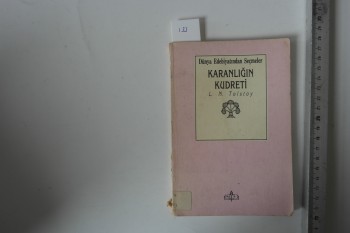 Dünya Edebiyatından Seçmeler
KARANLIĞIN
KUDRETİ
L. N. Tolstoy